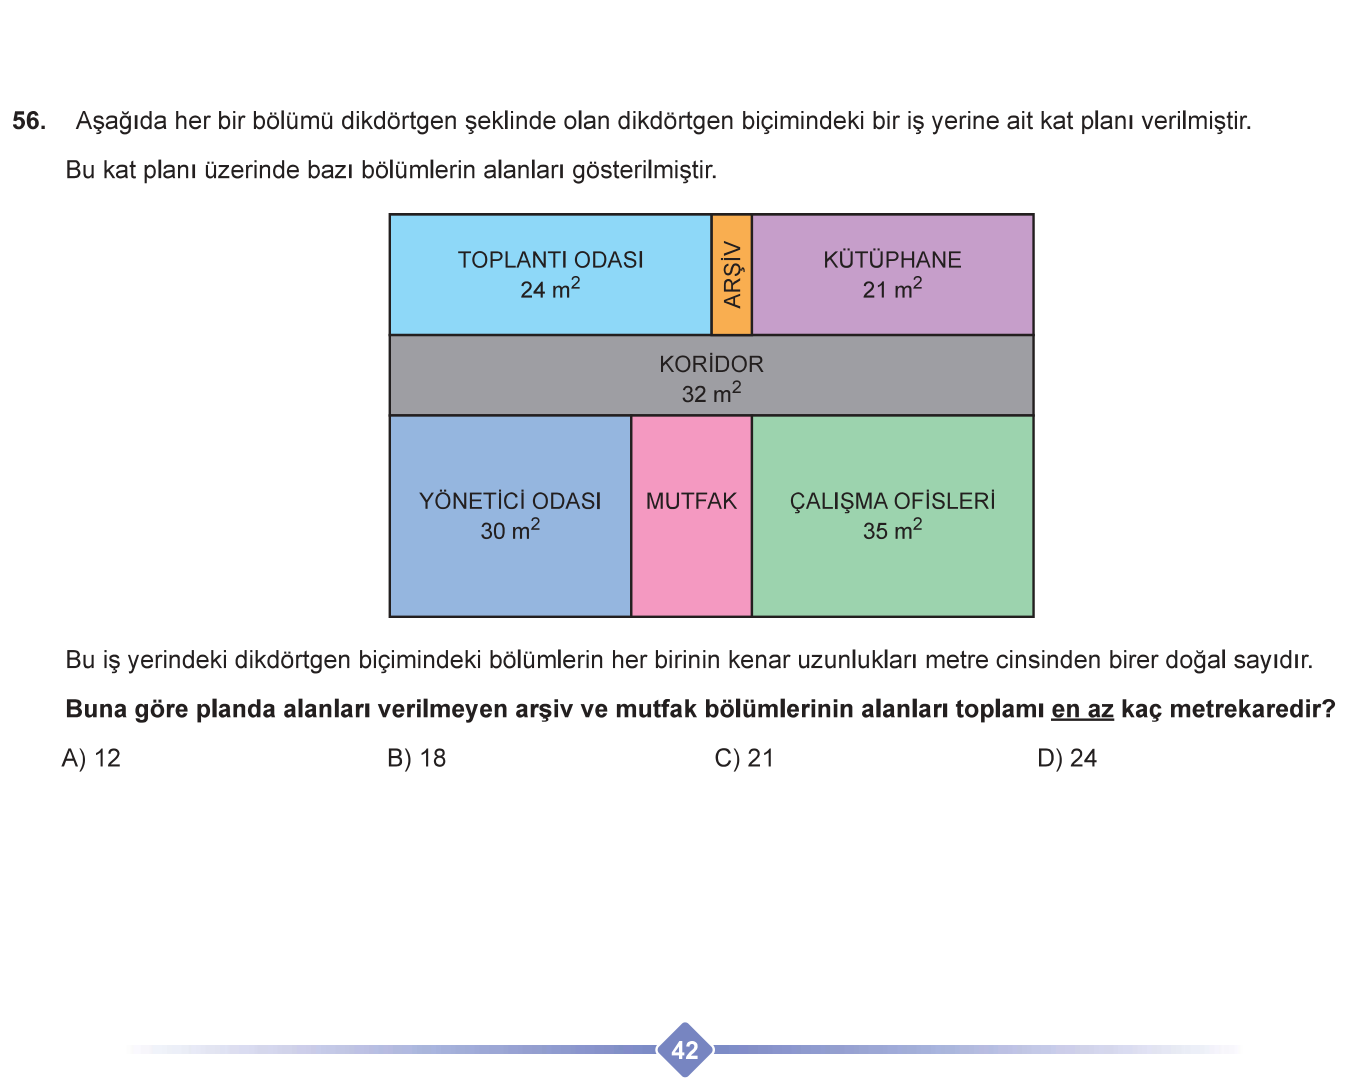 56. Aşağıda her bir bölümü dikdörtgen şeklinde olan dikdörtgen biçimindeki bir iş yerine ait kat planı verilmiştir.
Bu kat planı üzerinde bazı bölümlerin alanları gösterilmiştir.
TOPLANTI ODASI
24 m²
ARŞİV
KÜTÜPHANE
21 m²
KORİDOR
32 m²
YÖNETİCİ ODASI
30 m²
MUTFAK
ÇALIŞMA OFİSLERİ
35 m²
Bu iş yerindeki dikdörtgen biçimindeki bölümlerin her birinin kenar uzunlukları metre cinsinden birer doğal sayıdır.
Buna göre planda alanları verilmeyen arşiv ve mutfak bölümlerinin alanları toplamı en az kaç metrekaredir?
A) 12 B) 18 C) 21 D) 24
42